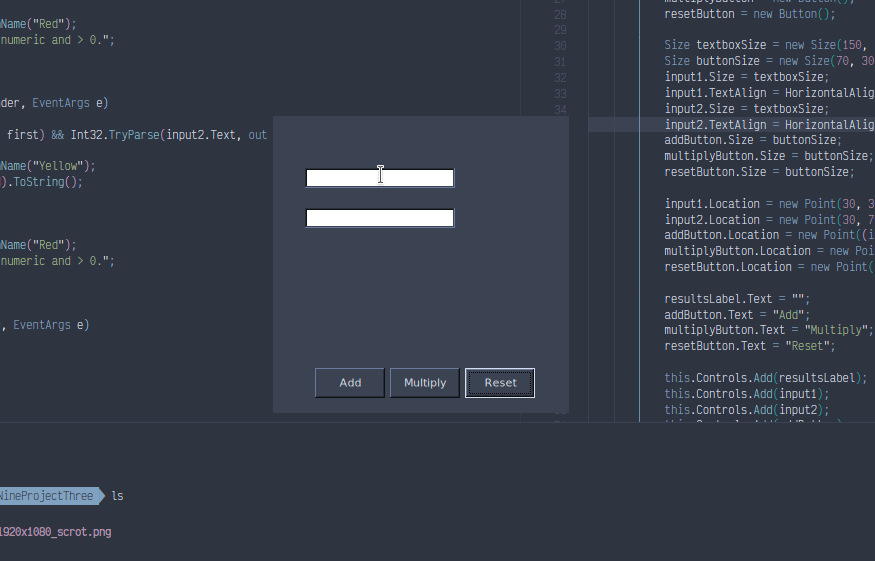 nName("Red");
numeric and > 0.";
der, EventArgs e)
first) && Int32.TryParse(input2.Text, out
nName("Yellow");
).ToString();
nName("Red");
numeric and > 0.";
, EventArgs e)
28
29
30
31
32
33
34
resetButton = new Button();
Size textboxSize = new Size(150,
Size buttonSize = new Size(70, 30
input1.Size = textboxSize;
input1.TextAlign = HorizontalAlig
input2.Size = textboxSize;
input2.TextAlign = HorizontalAlig
addButton.Size = buttonSize;
multiplyButton.Size = buttonSize;
resetButton.Size = buttonSize;
input1.Location = new Point(30, 3
input2.Location = new Point(30, 7
addButton.Location = new Point((i
multiplyButton.Location = new Poi
resetButton.Location = new Point(
resultsLabel.Text = "";
addButton.Text = "Add";
multiplyButton.Text = "Multiply";
resetButton.Text = "Reset";
this.Controls.Add(resultsLabel);
this.Controls.Add(input1);
this.Controls.Add(input2);
Add Multiply Reset
NineProjectThree ls
1920x1080_scrot.png